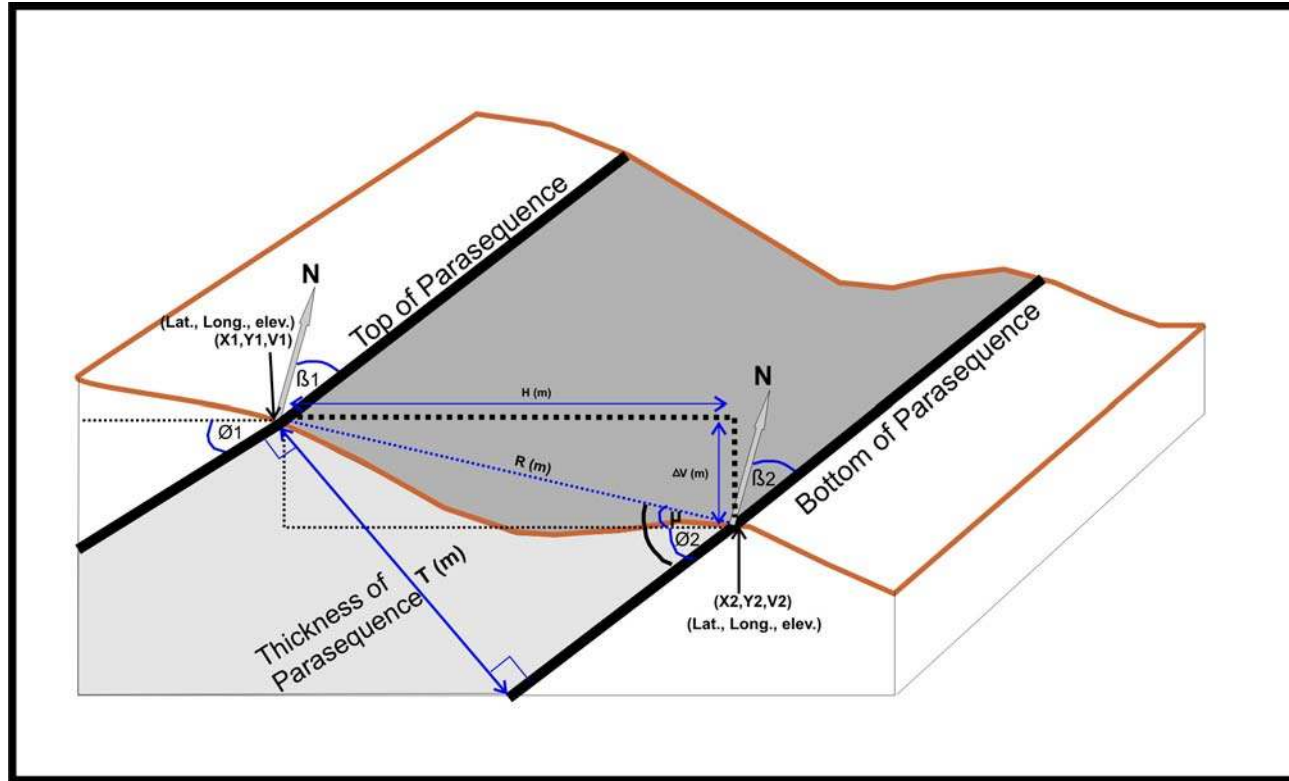 N
Top of Parasequence
(Lat., Long., elev.)
(X1,Y1,V1)
ß1
H (m)
N
Ø1
R (m)
ΔV (m)
ß2
Bottom of Parasequence
µ
Ø2
T (m)
Thickness of
Parasequence
(X2,Y2,V2)
(Lat., Long., elev.)